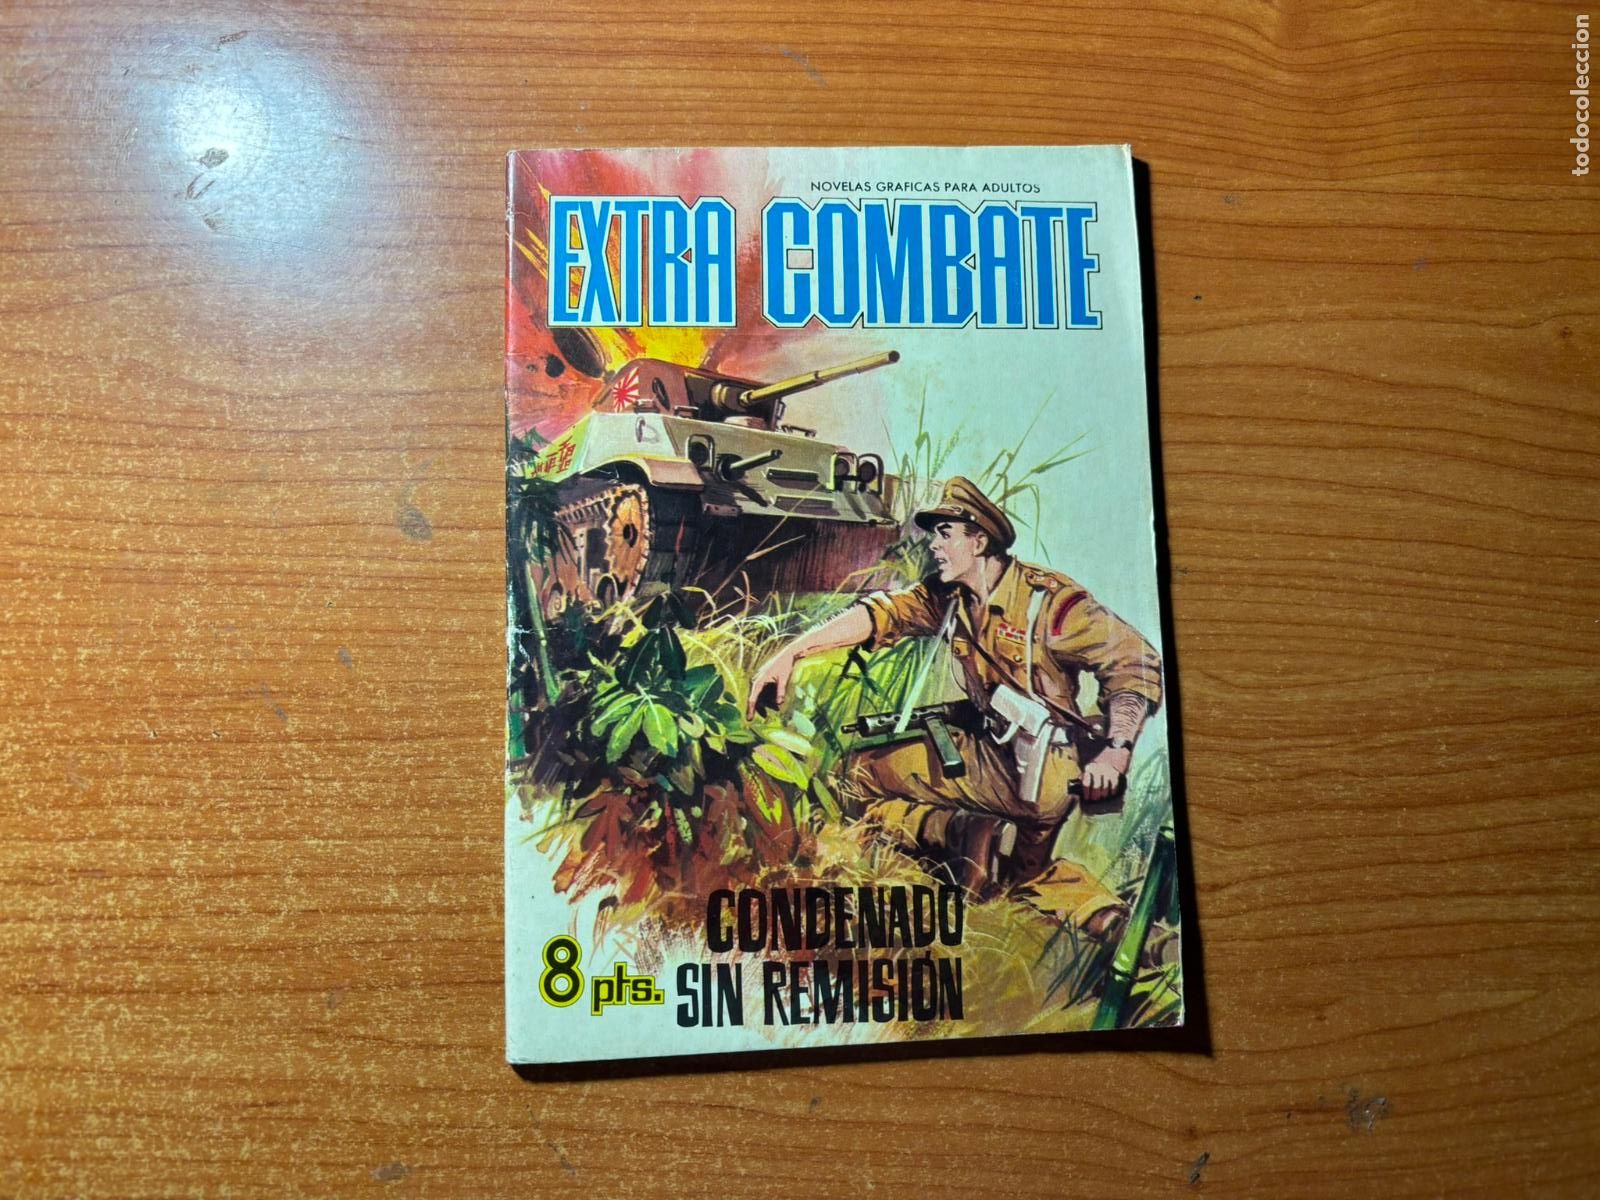 todocoleccion
NOVELAS GRAFICAS PARA ADULTOS
EXTRA COMBATE
CONDENADO
SIN REMISIÓN
8 pts.